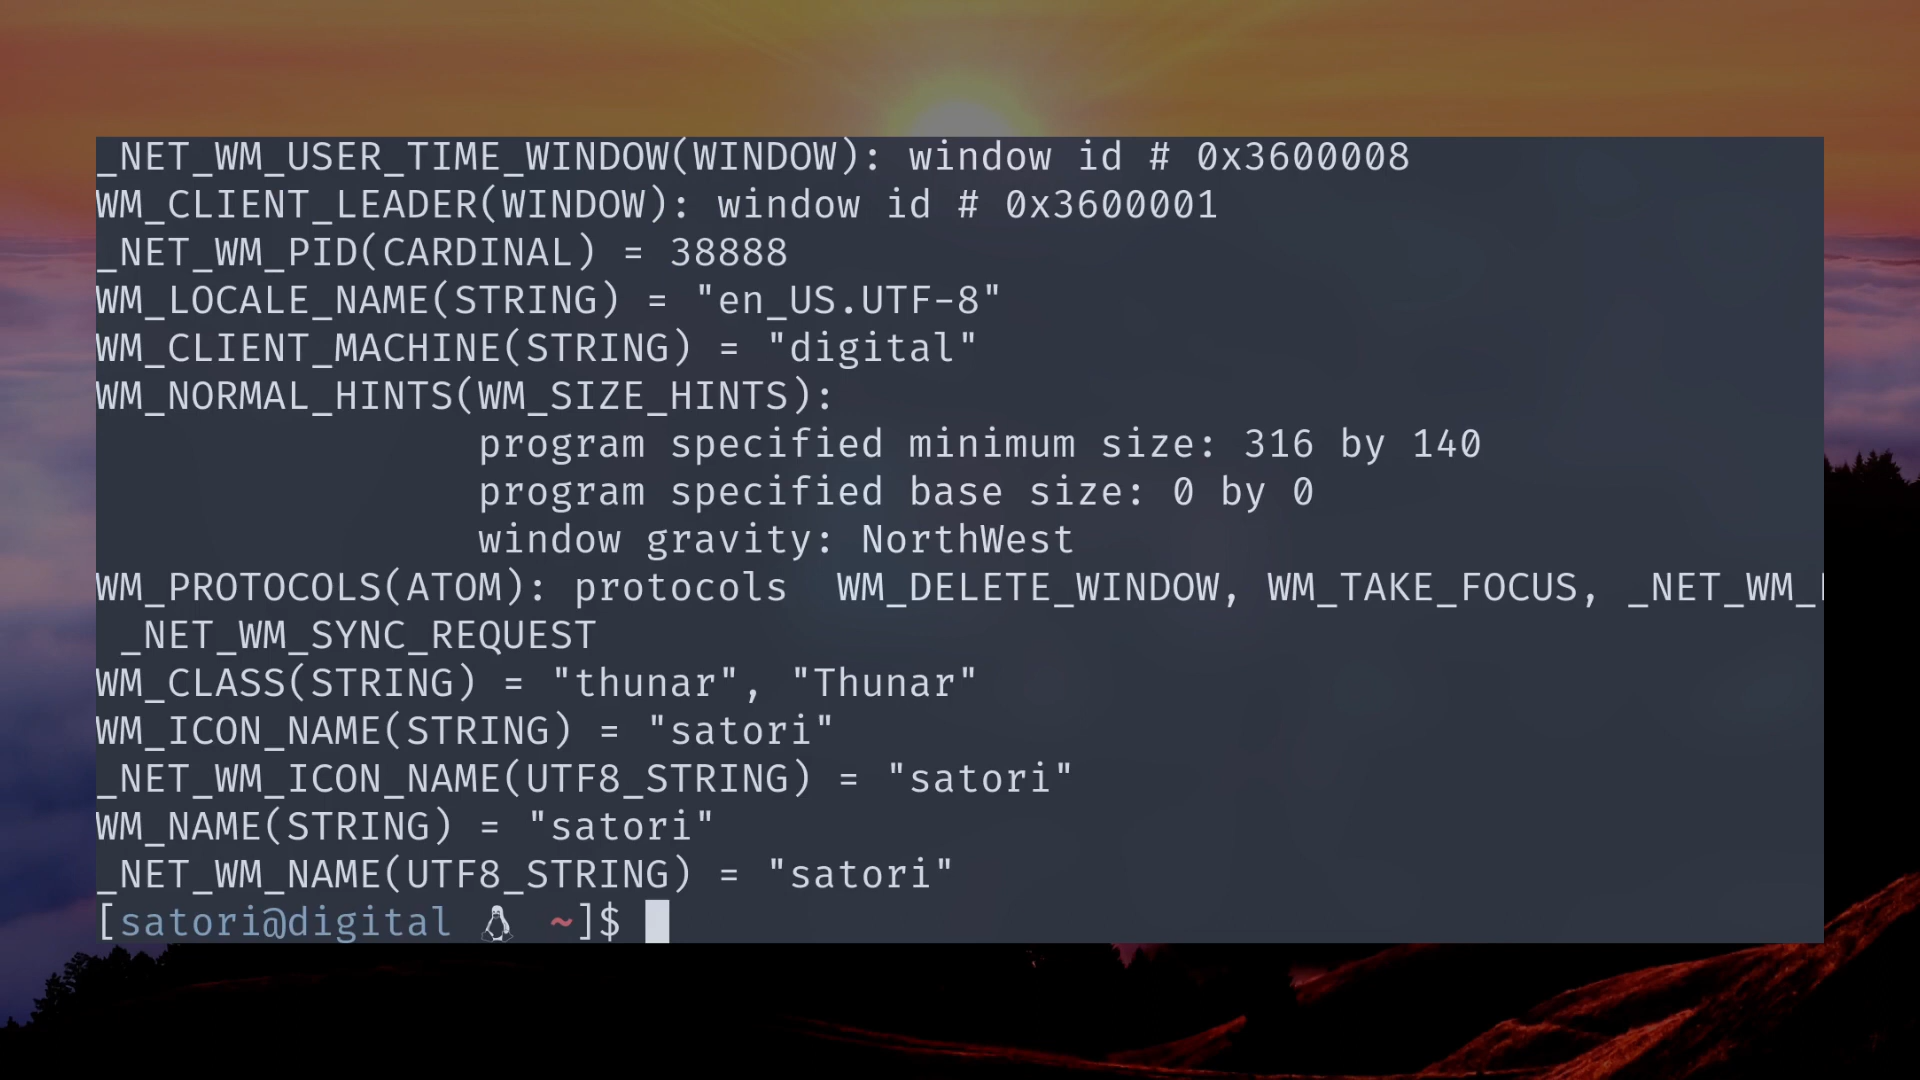 _NET_WM_USER_TIME_WINDOW(WINDOW): window id # 0x3600008
WM_CLIENT_LEADER(WINDOW): window id # 0x3600001
_NET_WM_PID(CARDINAL) = 38888
WM_LOCALE_NAME(STRING) = "en_US.UTF-8"
WM_CLIENT_MACHINE(STRING) = "digital"
WM_NORMAL_HINTS(WM_SIZE_HINTS):
program specified minimum size: 316 by 140
program specified base size: 0 by 0
window gravity: NorthWest
WM_PROTOCOLS(ATOM): protocols  WM_DELETE_WINDOW, WM_TAKE_FOCUS, _NET_WM_
_NET_WM_SYNC_REQUEST
WM_CLASS(STRING) = "thunar", "Thunar"
WM_ICON_NAME(STRING) = "satori"
_NET_WM_ICON_NAME(UTF8_STRING) = "satori"
WM_NAME(STRING) = "satori"
_NET_WM_NAME(UTF8_STRING) = "satori"
[satori@digital ~]$